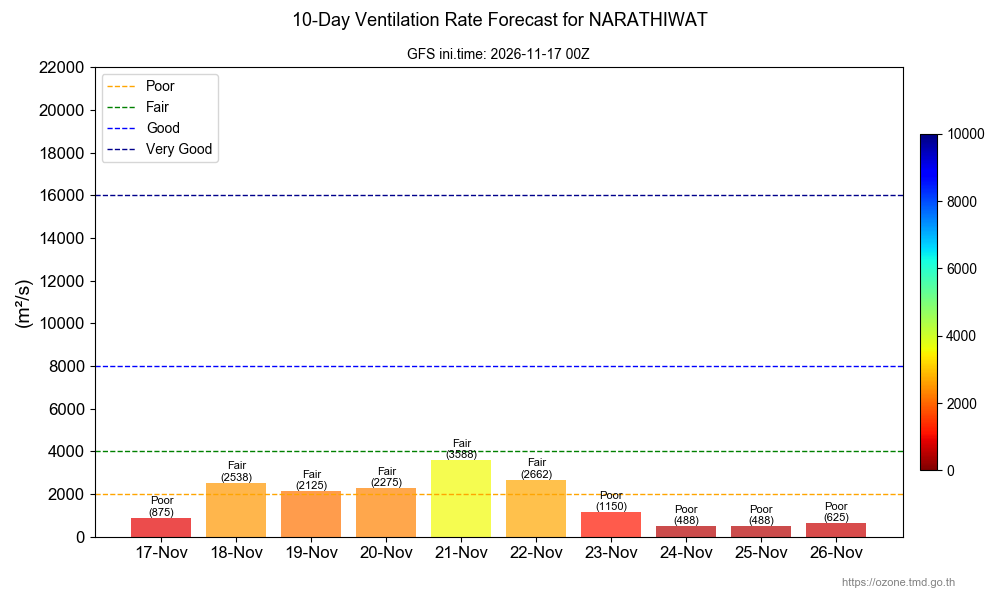 10-Day Ventilation Rate Forecast for NARATHIWAT
GFS ini.time: 2026-11-17 00Z
(m²/s)
22000
20000
18000
16000
14000
12000
10000
8000
6000
4000
2000
0
Poor
Fair
Good
Very Good
Poor
(875)
Fair
(2538)
Fair
(2125)
Fair
(2275)
Fair
(3588)
Fair
(2662)
Poor
(1150)
Poor
(488)
Poor
(488)
Poor
(625)
17-Nov
18-Nov
19-Nov
20-Nov
21-Nov
22-Nov
23-Nov
24-Nov
25-Nov
26-Nov
10000
8000
6000
4000
2000
0
https://ozone.tmd.go.th